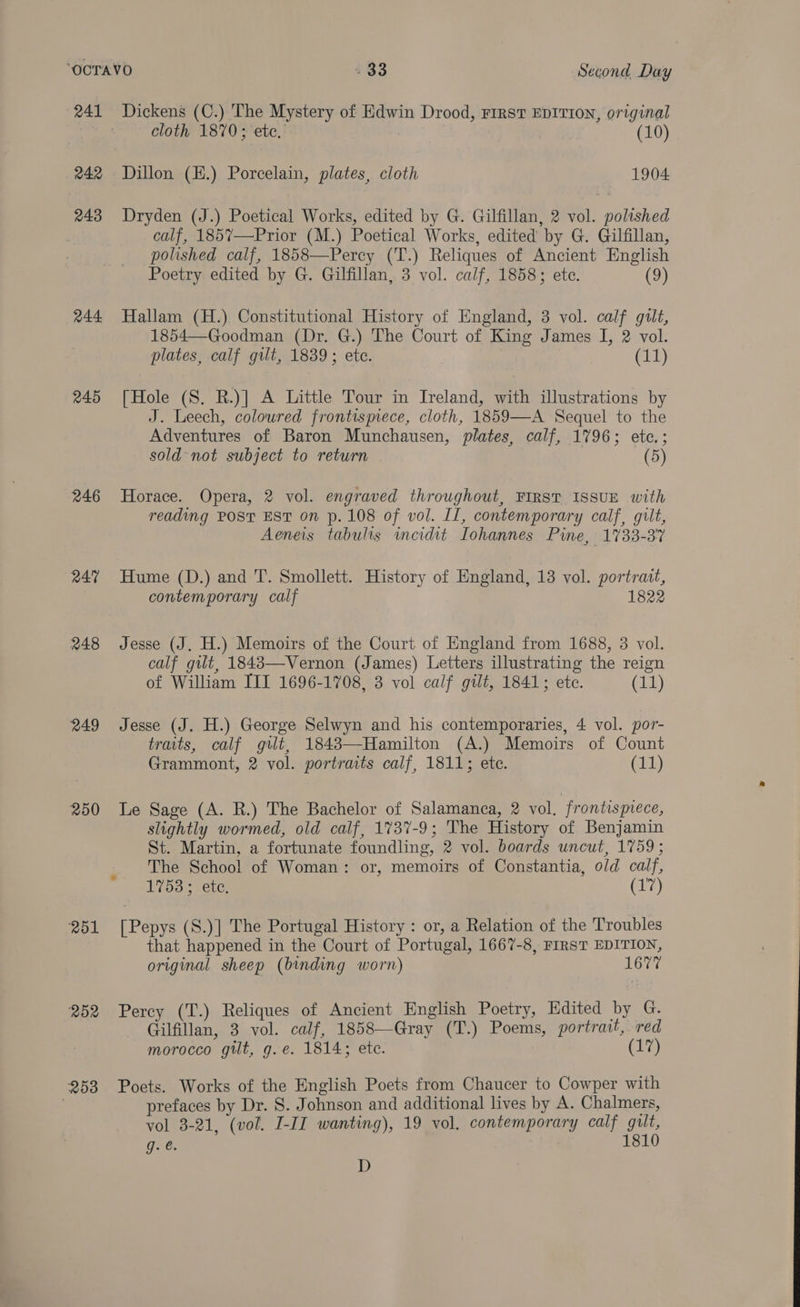 OCTAVO 33 Second Day
241 Dickens (C.) The Mystery of Edwin Drood, FIRST EDITION, original
cloth 1870; etc. (10)
242 Dillon (E.) Porcelain, plates, cloth 1904
243 Dryden (J.) Poetical Works, edited by G. Gilfillan, 2 vol. polished
calf, 1857—Prior (M.) Poetical Works, edited by G. Gilfillan,
polished calf, 1858—Percy (T.) Reliques of Ancient English
Poetry edited by G. Gilfillan, 3 vol. calf, 1858; etc. (9)
244 Hallam (H.) Constitutional History of England, 3 vol. calf gilt,
1854—Goodman (Dr. G.) The Court of King James I, 2 vol.
plates, calf gilt, 1839; etc. (11)
245 [Hole (S. R.)] A Little Tour in Ireland, with illustrations by
J. Leech, coloured frontispiece, cloth, 1859—A Sequel to the
Adventures of Baron Munchausen, plates, calf, 1796; etc.;
sold not subject to return (5)
246 Horace. Opera, 2 vol. engraved throughout, FIRST ISSUE with
reading POST EST on p. 108 of vol. II, contemporary calf, gilt,
Aeneis tabulis incidit Iohannes Pine, 1733-37
247 Hume (D.) and T. Smollett. History of England, 13 vol. portrait,
contemporary calf 1822
248 Jesse (J. H.) Memoirs of the Court of England from 1688, 3 vol.
calf gilt, 1843—Vernon (James) Letters illustrating the reign
of William III 1696-1708, 3 vol calf gilt, 1841; etc. (11)
249 Jesse (J. H.) George Selwyn and his contemporaries, 4 vol. por-
traits, calf gilt, 1843—Hamilton (A.) Memoirs of Count
Grammont, 2 vol. portraits calf, 1811; etc. (11)
250 Le Sage (A. R.) The Bachelor of Salamanca, 2 vol. frontispiece,
slightly wormed, old calf, 1737-9; The History of Benjamin
St. Martin, a fortunate foundling, 2 vol. boards uncut, 1759;
The School of Woman: or, memoirs of Constantia, old calf,
1753; etc. (17)
251 [Pepys (S.)] The Portugal History: or, a Relation of the Troubles
that happened in the Court of Portugal, 1667-8, FIRST EDITION,
original sheep (binding worn) 1677
252 Percy (T.) Reliques of Ancient English Poetry, Edited by G.
Gilfillan, 3 vol. calf, 1858—Gray (T.) Poems, portrait, red
morocco gilt, g. e. 1814; etc. (17)
253 Poets. Works of the English Poets from Chaucer to Cowper with
prefaces by Dr. S. Johnson and additional lives by A. Chalmers,
vol 3-21, (vol. I-II wanting), 19 vol. contemporary calf gilt,
g. e. 1810
D